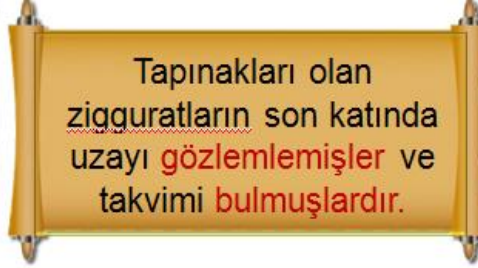 Tapınakları olan
zigguratların son katında
uzayı gözlemlemişler ve
takvimi bulmuşlardır.